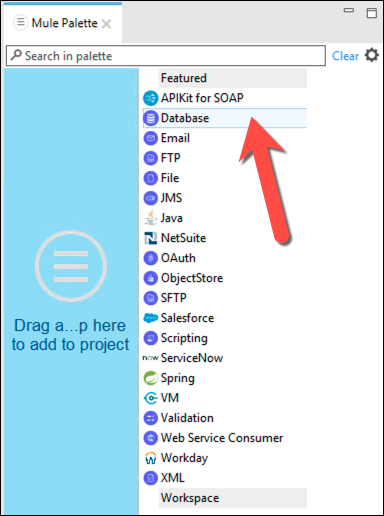 Mule Palette
Search in palette
Clear
Featured
APIKit for SOAP
Database
Email
FTP
File
JMS
Java
NetSuite
OAuth
ObjectStore
SFTP
Salesforce
Scripting
now ServiceNow
Spring
VM
Validation
Web Service Consumer
Workday
XML
Workspace
Drag a...p here
to add to project